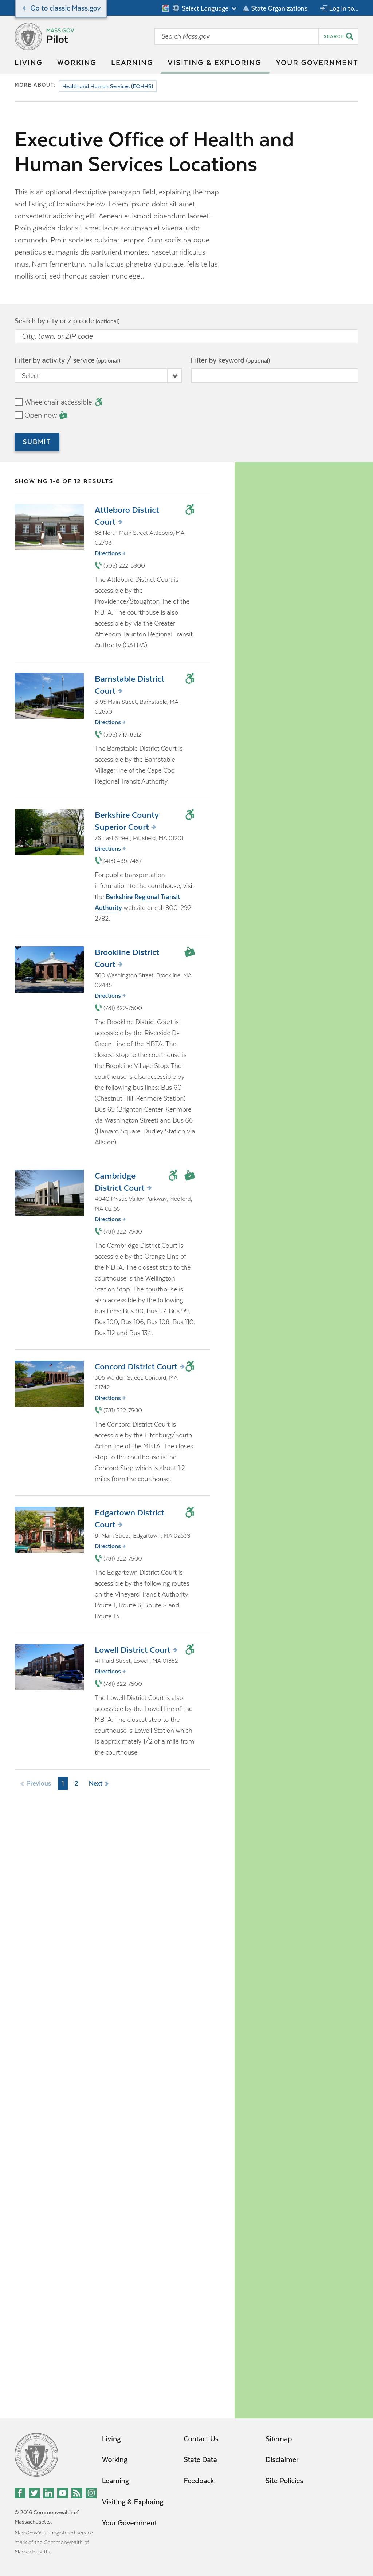 Go to classic Mass.gov
Select Language
State Organizations
Log in to...
MASS.GOV
Pilot
Search Mass.gov
SEARCH
LIVING
WORKING
LEARNING
VISITING & EXPLORING
YOUR GOVERNMENT
MORE ABOUT
Health and Human Services (EOHHS)
Executive Office of Health and
Human Services Locations
This is an optional descriptive paragraph field, explaining the map
and listing of locations below. Lorem ipsum dolor sit amet,
consectetur adipiscing elit. Aenean euismod bibendum laoreet.
Proin gravida dolor sit amet lacus accumsan et viverra justo
commodo. Proin sodales pulvinar tempor. Cum sociis natoque
penatibus et magnis dis parturient montes, nascetur ridiculus
mus. Nam fermentum, nulla luctus pharetra vulputate, felis tellus
mollis orci, sed rhoncus sapien nunc eget.
Search by city or zip code (optional)
City, town, or ZIP code
Filter by activity / service (optional)
Filter by keyword (optional)
Select
Wheelchair accessible
Open now
SUBMIT
SHOWING 1-8 OF 12 RESULTS
Attleboro District
Court
88 North Main Street Attleboro, MA
02703
Directions
(508) 222-5900
The Attleboro District Court is
accessible by the
Providence/Stoughton line of the
MBTA. The courthouse is also
accessible by via the Greater
Attleboro Taunton Regional Transit
Authority (GATRA).
Barnstable District
Court
3195 Main Street, Barnstable, MA
02630
Directions
(508) 747-8512
The Barnstable District Court is
accessible by the Barnstable
Villager line of the Cape Cod
Regional Transit Authority.
Berkshire County
Superior Court
76 East Street, Pittsfield, MA 01201
Directions
(413) 499-7487
For public transportation
information to the courthouse, visit
the Berkshire Regional Transit
Authority website or call 800-292-
2782.
Brookline District
Court
360 Washington Street, Brookline, MA
02445
Directions
(781) 322-7500
The Brookline District Court is
accessible by the Riverside D-
Green Line of the MBTA. The
closest stop to the courthouse is
the Brookline Village Stop. The
courthouse is also accessible by
the following bus lines: Bus 60
(Chestnut Hill-Kenmore Station),
Bus 65 (Brighton Center-Kenmore
via Washington Street) and Bus 66
(Harvard Square-Dudley Station via
Allston).
Cambridge
District Court
4040 Mystic Valley Parkway, Medford,
MA 02155
Directions
(781) 322-7500
The Cambridge District Court is
accessible by the Orange Line of
the MBTA. The closest stop to the
courthouse is the Wellington
Station Stop. The courthouse is
also accessible by the following
bus lines: Bus 90, Bus 97, Bus 99,
Bus 100, Bus 106, Bus 108, Bus 110,
Bus 112 and Bus 134.
Concord District Court
305 Walden Street, Concord, MA
01742
Directions
(781) 322-7500
The Concord District Court is
accessible by the Fitchburg/South
Acton line of the MBTA. The closes
stop to the courthouse is the
Concord Stop which is about 1.2
miles from the courthouse.
Edgartown District
Court
81 Main Street, Edgartown, MA 02539
Directions
(781) 322-7500
The Edgartown District Court is
accessible by the following routes
on the Vineyard Transit Authority:
Route 1, Route 6, Route 8 and
Route 13.
Lowell District Court
41 Hurd Street, Lowell, MA 01852
Directions
(781) 322-7500
The Lowell District Court is also
accessible by the Lowell line of the
MBTA. The closest stop to the
courthouse is Lowell Station which
is approximately 1/2 of a mile from
the courthouse.
Previous 1 2 Next
Living
Working
Learning
Visiting & Exploring
Your Government
Contact Us
State Data
Feedback
Sitemap
Disclaimer
Site Policies
© 2016 Commonwealth of
Massachusetts.
Mass.Gov® is a registered service
mark of the Commonwealth of
Massachusetts.